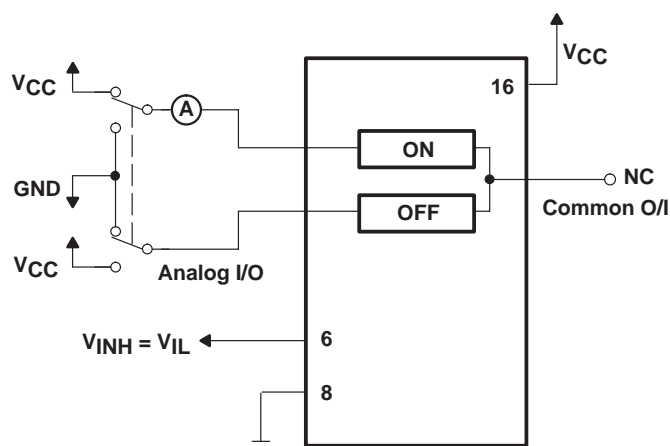 VCC
VCC
16
A
ON
NC
GND
OFF
Common O/I
VCC
Analog I/O
VINH = VIL
6
8